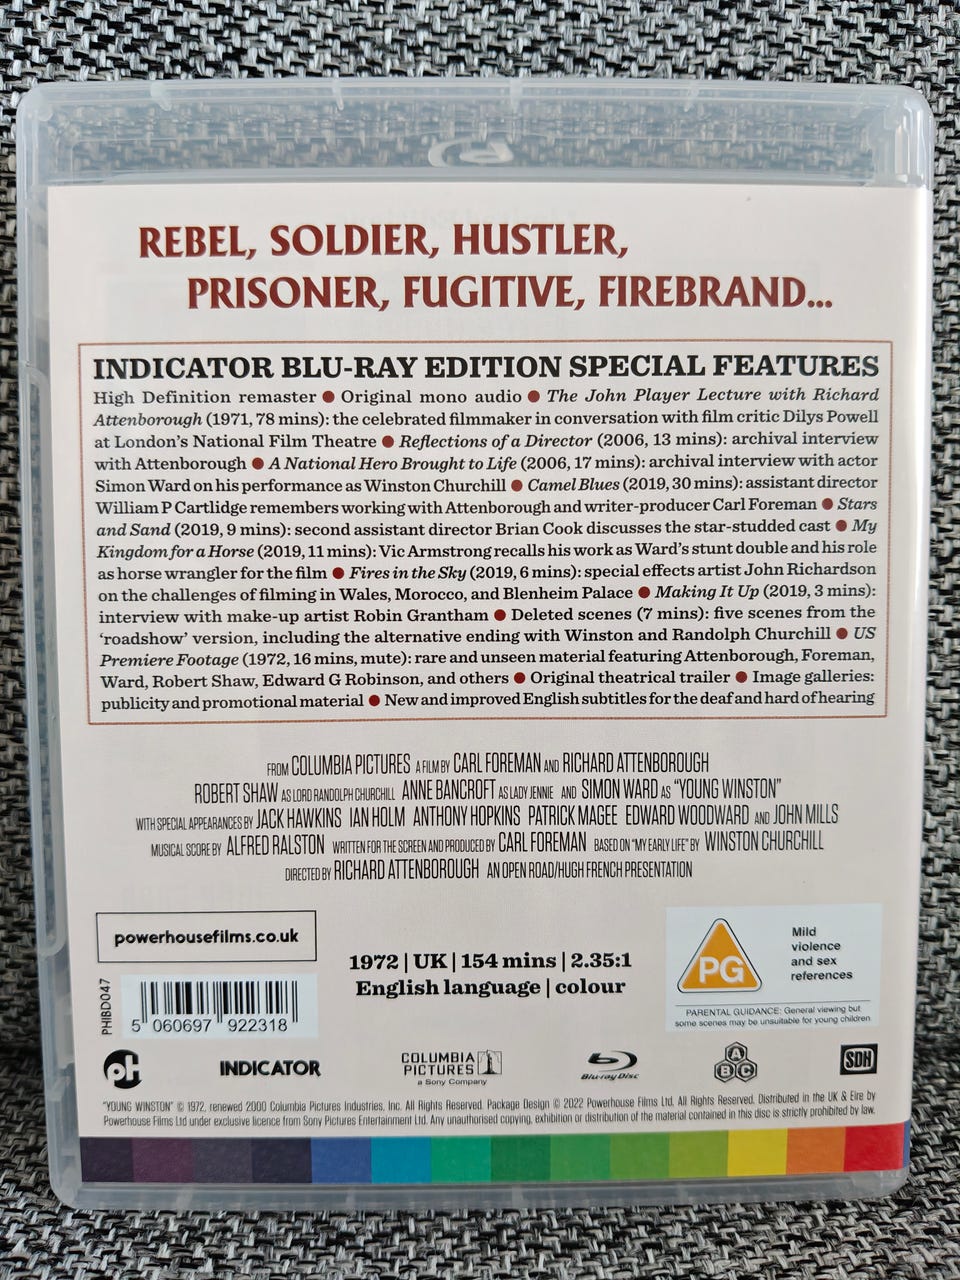 REBEL, SOLDIER, HUSTLER,
PRISONER, FUGITIVE, FIREBRAND...
INDICATOR BLU-RAY EDITION SPECIAL FEATURES
High Definition remaster ● Original mono audio ● The John Player Lecture with Richard
Attenborough (1971, 78 mins): the celebrated filmmaker in conversation with film critic Dilys Powell
at London's National Film Theatre ● Reflections of a Director (2006, 13 mins): archival interview
with Attenborough ● A National Hero Brought to Life (2006, 17 mins): archival interview with actor
Simon Ward on his performance as Winston Churchill ● Camel Blues (2019, 30 mins): assistant director
William P Cartlidge remembers working with Attenborough and writer-producer Carl Foreman ● Stars
and Sand (2019, 9 mins): second assistant director Brian Cook discusses the star-studded cast ● My
Kingdom for a Horse (2019, 11 mins): Vic Armstrong recalls his work as Ward's stunt double and his role
as horse wrangler for the film ● Fires in the Sky (2019, 6 mins): special effects artist John Richardson
on the challenges of filming in Wales, Morocco, and Blenheim Palace ● Making It Up (2019, 3 mins):
interview with make-up artist Robin Grantham ● Deleted scenes (7 mins): five scenes from the
'roadshow' version, including the alternative ending with Winston and Randolph Churchill ● US
Premiere Footage (1972, 16 mins, mute): rare and unseen material featuring Attenborough, Foreman,
Ward, Robert Shaw, Edward G Robinson, and others ● Original theatrical trailer ● Image galleries:
publicity and promotional material ● New and improved English subtitles for the deaf and hard of hearing
FROM COLUMBIA PICTURES A FILM BY CARL FOREMAN AND RICHARD ATTENBOROUGH
ROBERT SHAW AS LORD RANDOLPH CHURCHILL ANNE BANCROFT AS LADY JENNIE AND SIMON WARD AS "YOUNG WINSTON"
WITH SPECIAL APPEARANCES BY JACK HAWKINS IAN HOLM ANTHONY HOPKINS PATRICK MAGEE EDWARD WOODWARD AND JOHN MILLS
MUSICAL SCORE BY ALFRED RALSTON WRITTEN FOR THE SCREEN AND PRODUCED BY CARL FOREMAN BASED ON "MY EARLY LIFE" BY WINSTON CHURCHILL
DIRECTED BY RICHARD ATTENBOROUGH AN OPEN ROAD/HUGH FRENCH PRESENTATION
powerhousefilms.co.uk
1972 | UK | 154 mins | 2.35:1
English language | colour
PG
Mild
violence
and sex
references
PARENTAL GUIDANCE: General viewing but
some scenes may be unsuitable for young children
PHIBD047
5 060697 922318
pH
INDICATOR
COLUMBIA
PICTURES
a Sony Company
Blu-ray Disc
A
B C
SDH
"YOUNG WINSTON" © 1972, renewed 2000 Columbia Pictures Industries, Inc. All Rights Reserved. Package Design © 2022 Powerhouse Films Ltd. All Rights Reserved. Distributed in the UK & Eire by
Powerhouse Films Ltd under exclusive licence from Sony Pictures Entertainment Ltd. Any unauthorised copying, exhibition or distribution of the material contained in this disc is strictly prohibited by law.